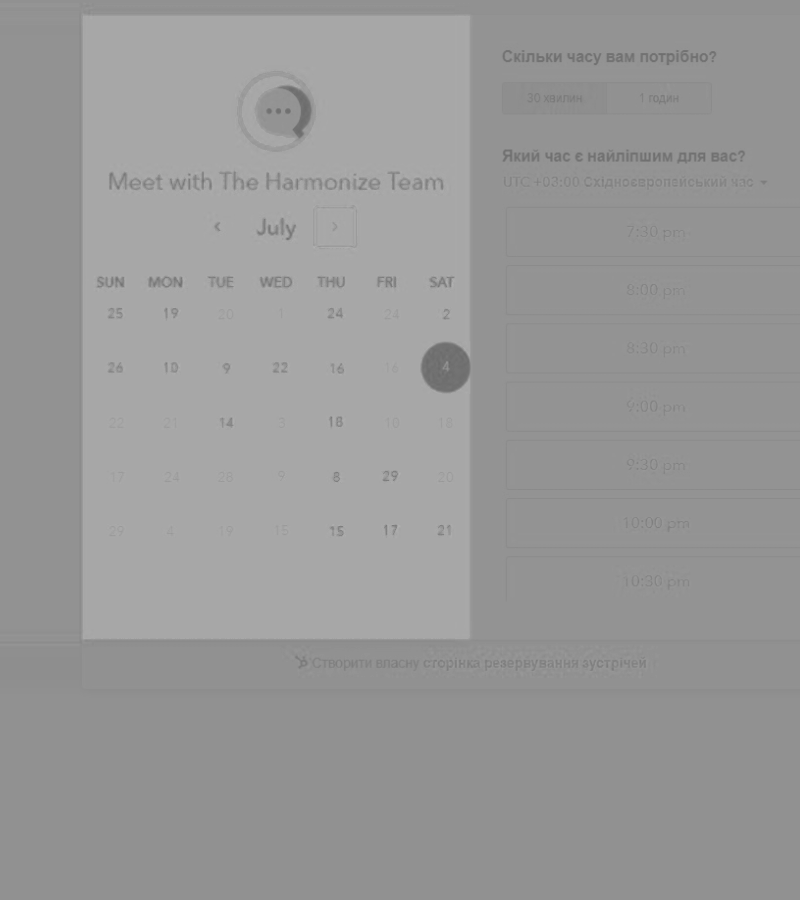 Meet with The Harmonize Team
‹ July ›
SUN MON TUE WED THU FRI SAT
25 19 20 1 24 24 2
26 10 9 22 16 16 4
22 21 14 3 18 10 18
17 24 28 9 8 29 20
29 4 19 15 15 17 21
Скільки часу вам потрібно?
30 хвилин 1 годин
Який час є найліпшим для вас?
UTC +03:00 Східноєвропейський час
7:30 pm
8:00 pm
8:30 pm
9:00 pm
9:30 pm
10:00 pm
10:30 pm
Створити власну сторінка резервування зустрічей